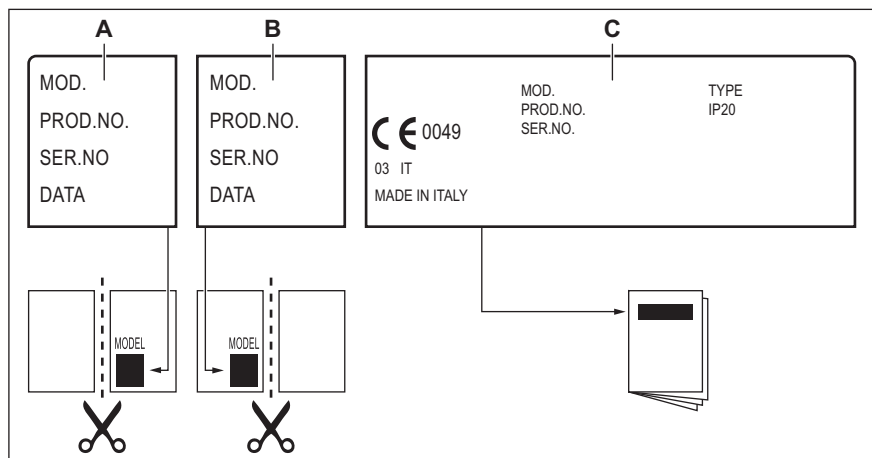 A
B
C
MOD.
PROD.NO.
SER.NO
DATA
MOD.
PROD.NO.
SER.NO
DATA
MOD.
PROD.NO.
SER.NO.
TYPE
IP20
CE 0049
03 IT
MADE IN ITALY
MODEL
MODEL